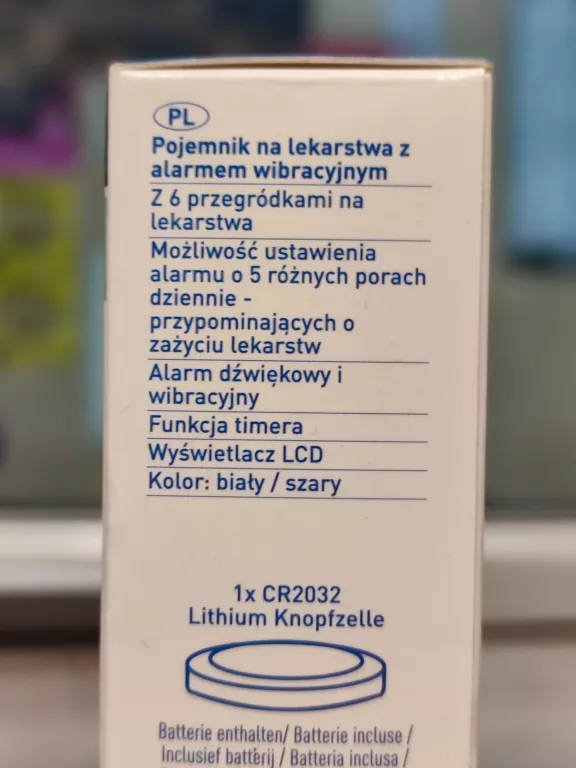 PL
Pojemnik na lekarstwa z
alarmem wibracyjnym
Z 6 przegródkami na
lekarstwa
Możliwość ustawienia
alarmu o 5 różnych porach
dziennie -
przypominających o
zażyciu lekarstw
Alarm dźwiękowy i
wibracyjny
Funkcja timera
Wyświetlacz LCD
Kolor: biały / szary
1x CR2032
Lithium Knopfzelle
Batterie enthalten/ Batterie incluse /
Inclusief batterij / Batteria inclusa /